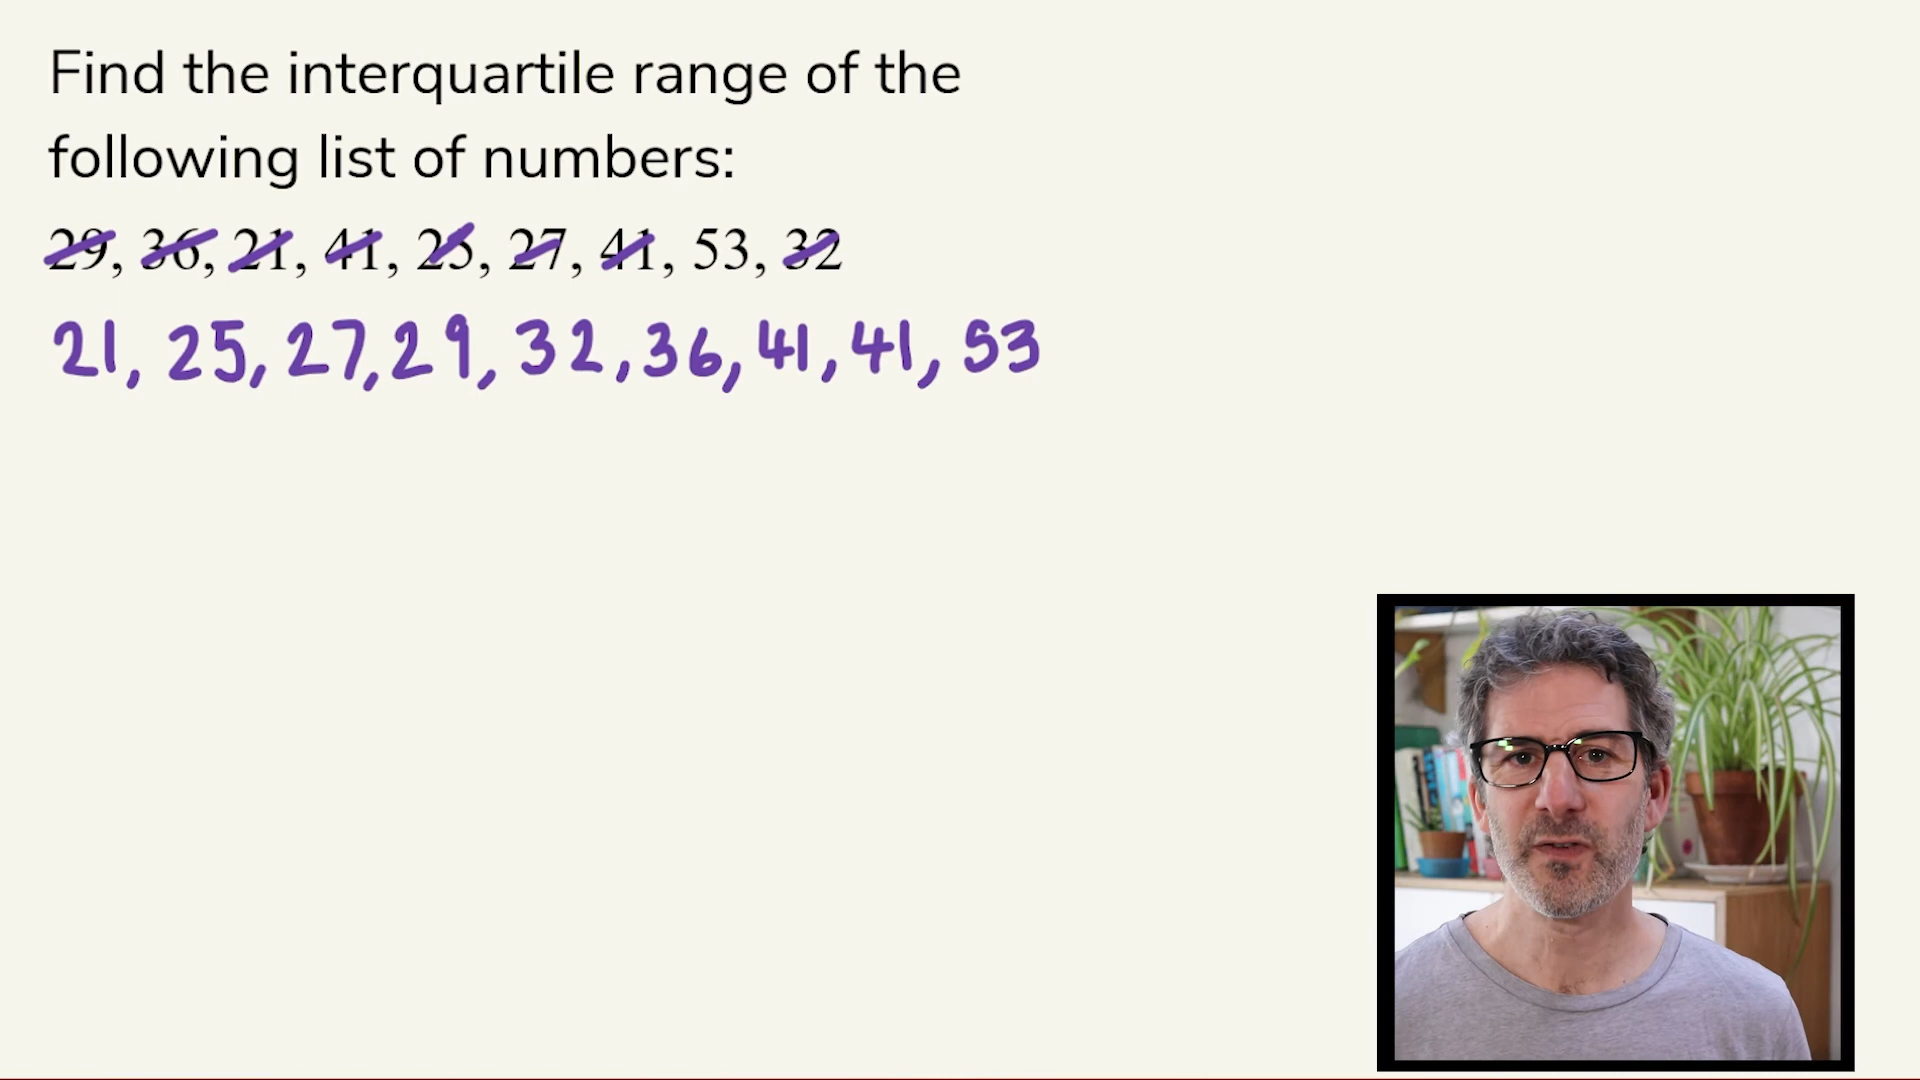 Find the interquartile range of the
following list of numbers:
29, 36, 21, 41, 25, 27, 41, 53, 32
21, 25, 27, 29, 32, 36, 41, 41, 53